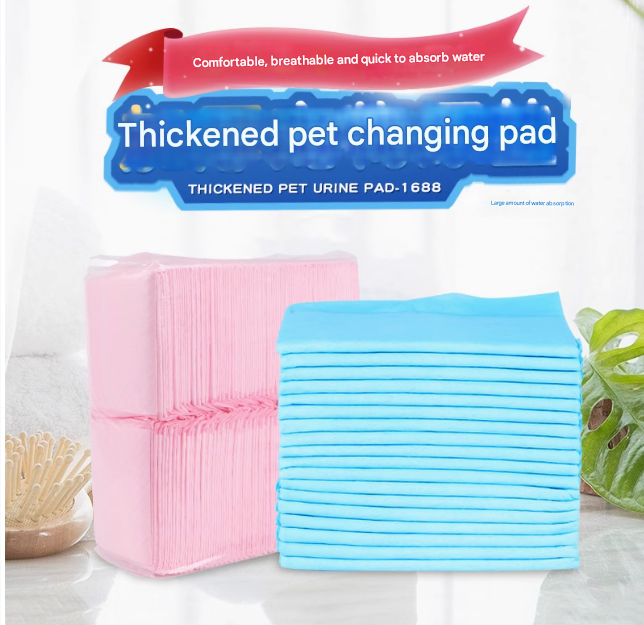 Comfortable, breathable and quick to absorb water
Thickened pet changing pad
THICKENED PET URINE PAD-1688
Large amount of water absorption